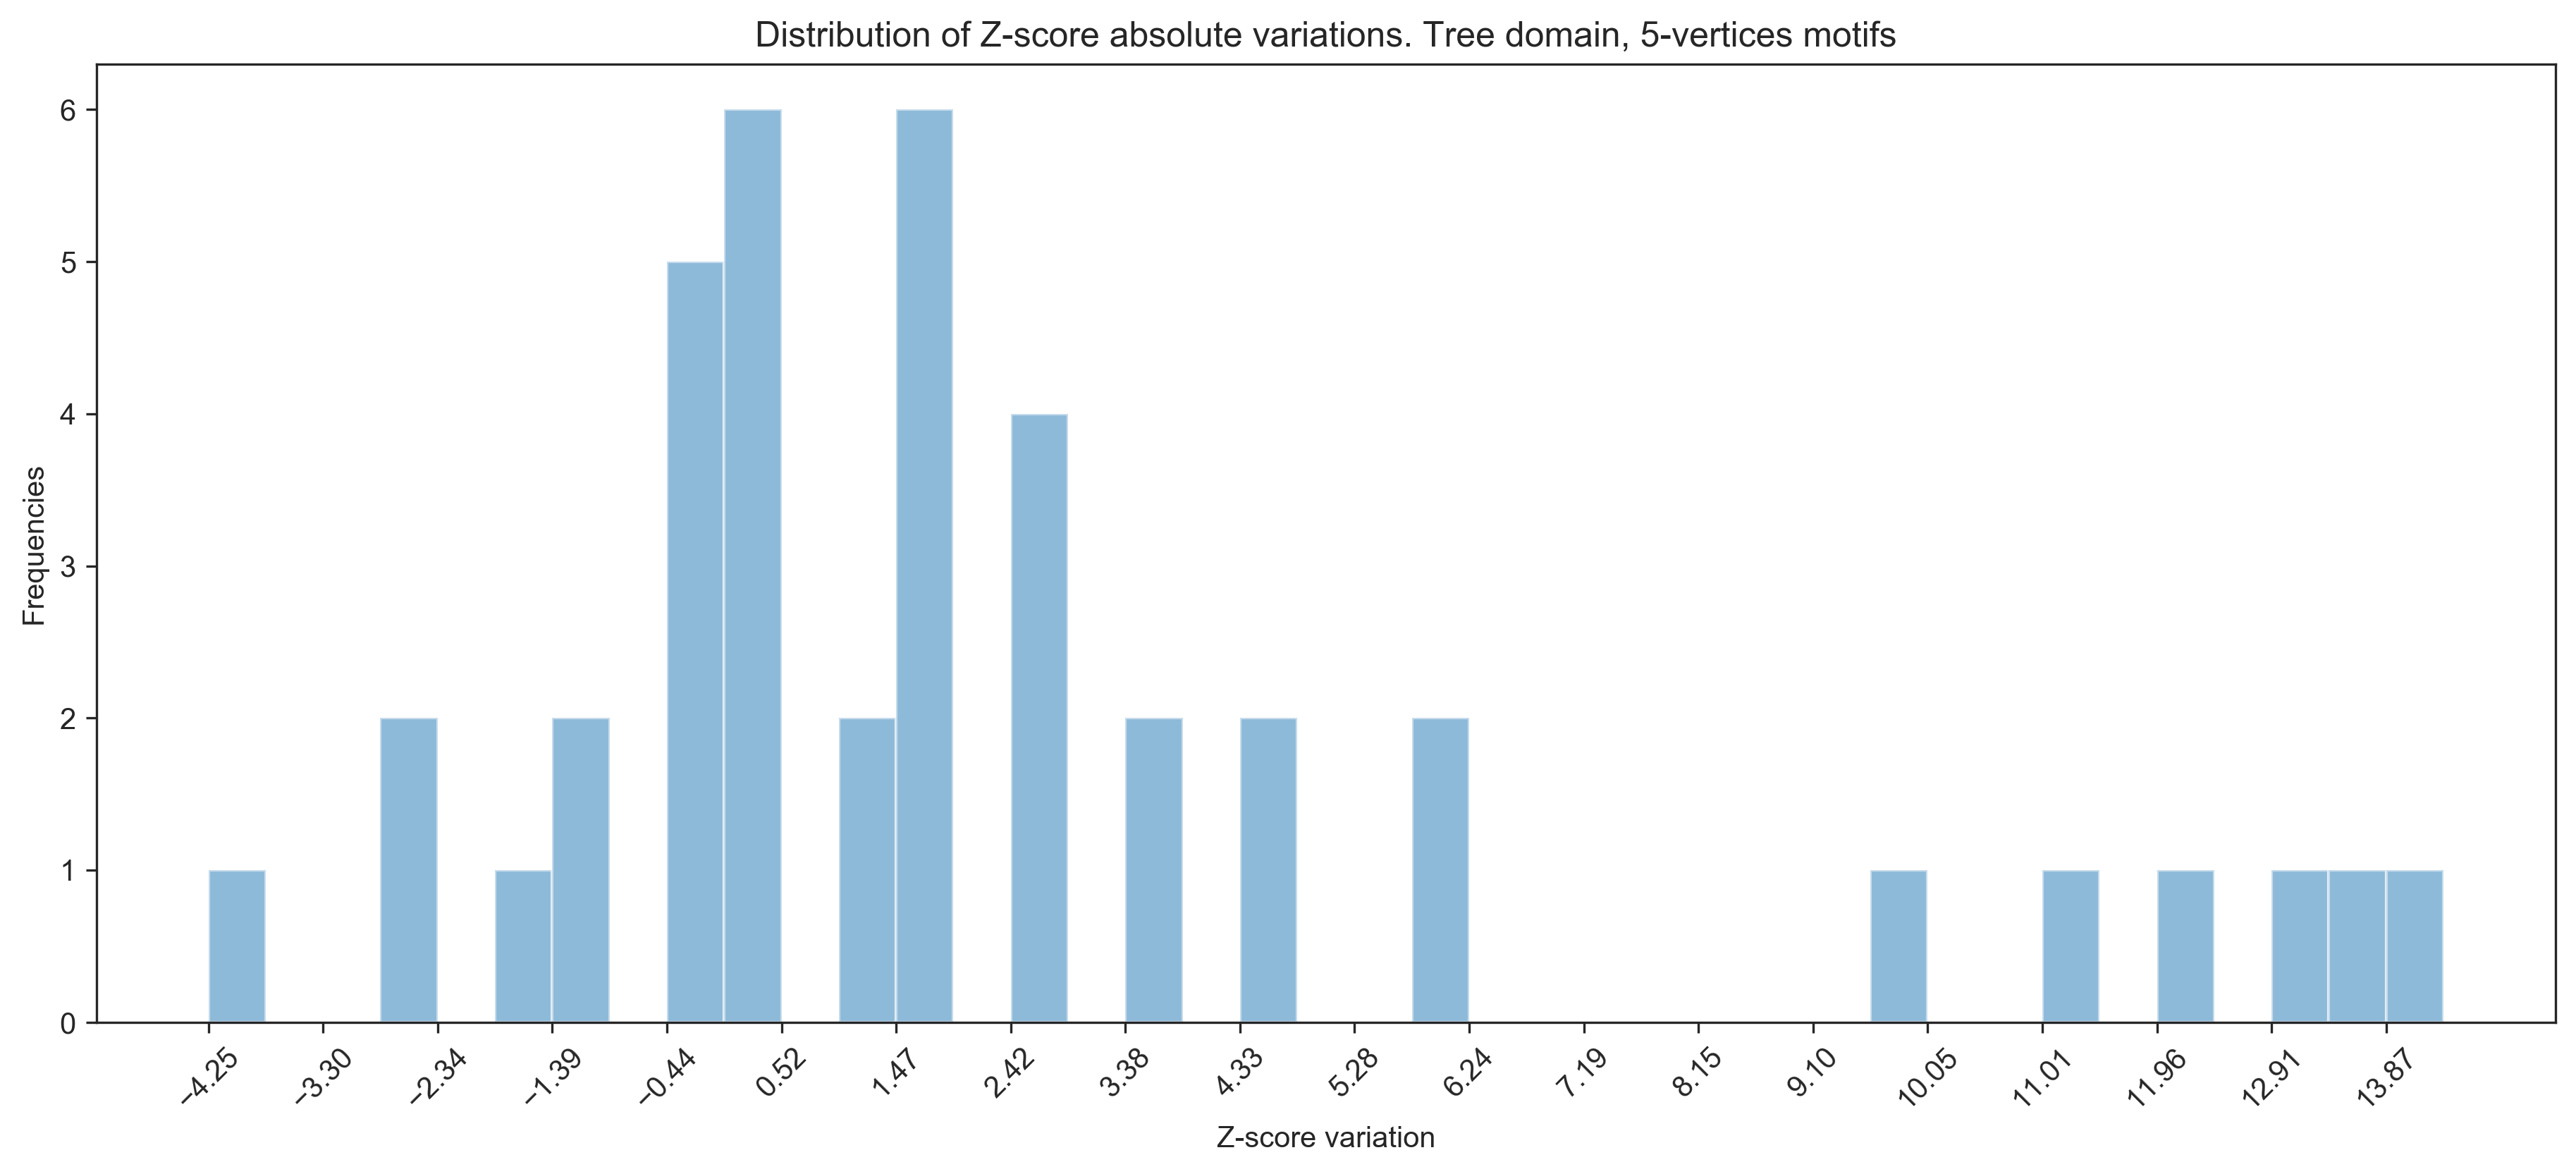 Distribution of Z-score absolute variations. Tree domain, 5-vertices motifs
Frequencies
6
5
4
3
2
1
0
−4.25 −3.30 −2.34 −1.39 −0.44 0.52 1.47 2.42 3.38 4.33 5.28 6.24 7.19 8.15 9.10 10.05 11.01 11.96 12.91 13.87
Z-score variation